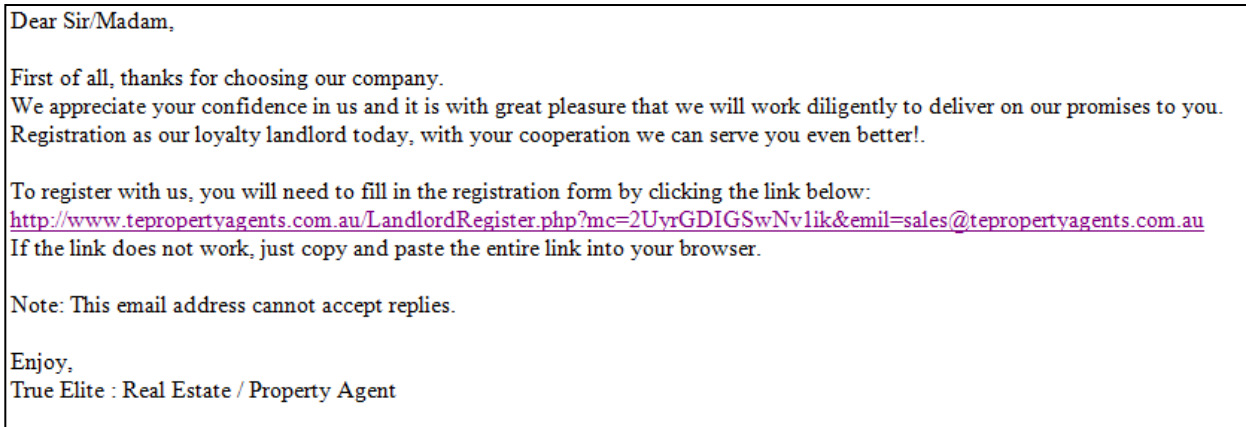 Dear Sir/Madam,
First of all, thanks for choosing our company.
We appreciate your confidence in us and it is with great pleasure that we will work diligently to deliver on our promises to you.
Registration as our loyalty landlord today, with your cooperation we can serve you even better!.
To register with us, you will need to fill in the registration form by clicking the link below:
http://www.tepropertyagents.com.au/LandlordRegister.php?mc=2UyrGDIGSwNv1ik&emil=sales@tepropertyagents.com.au
If the link does not work, just copy and paste the entire link into your browser.
Note: This email address cannot accept replies.
Enjoy,
True Elite : Real Estate / Property Agent